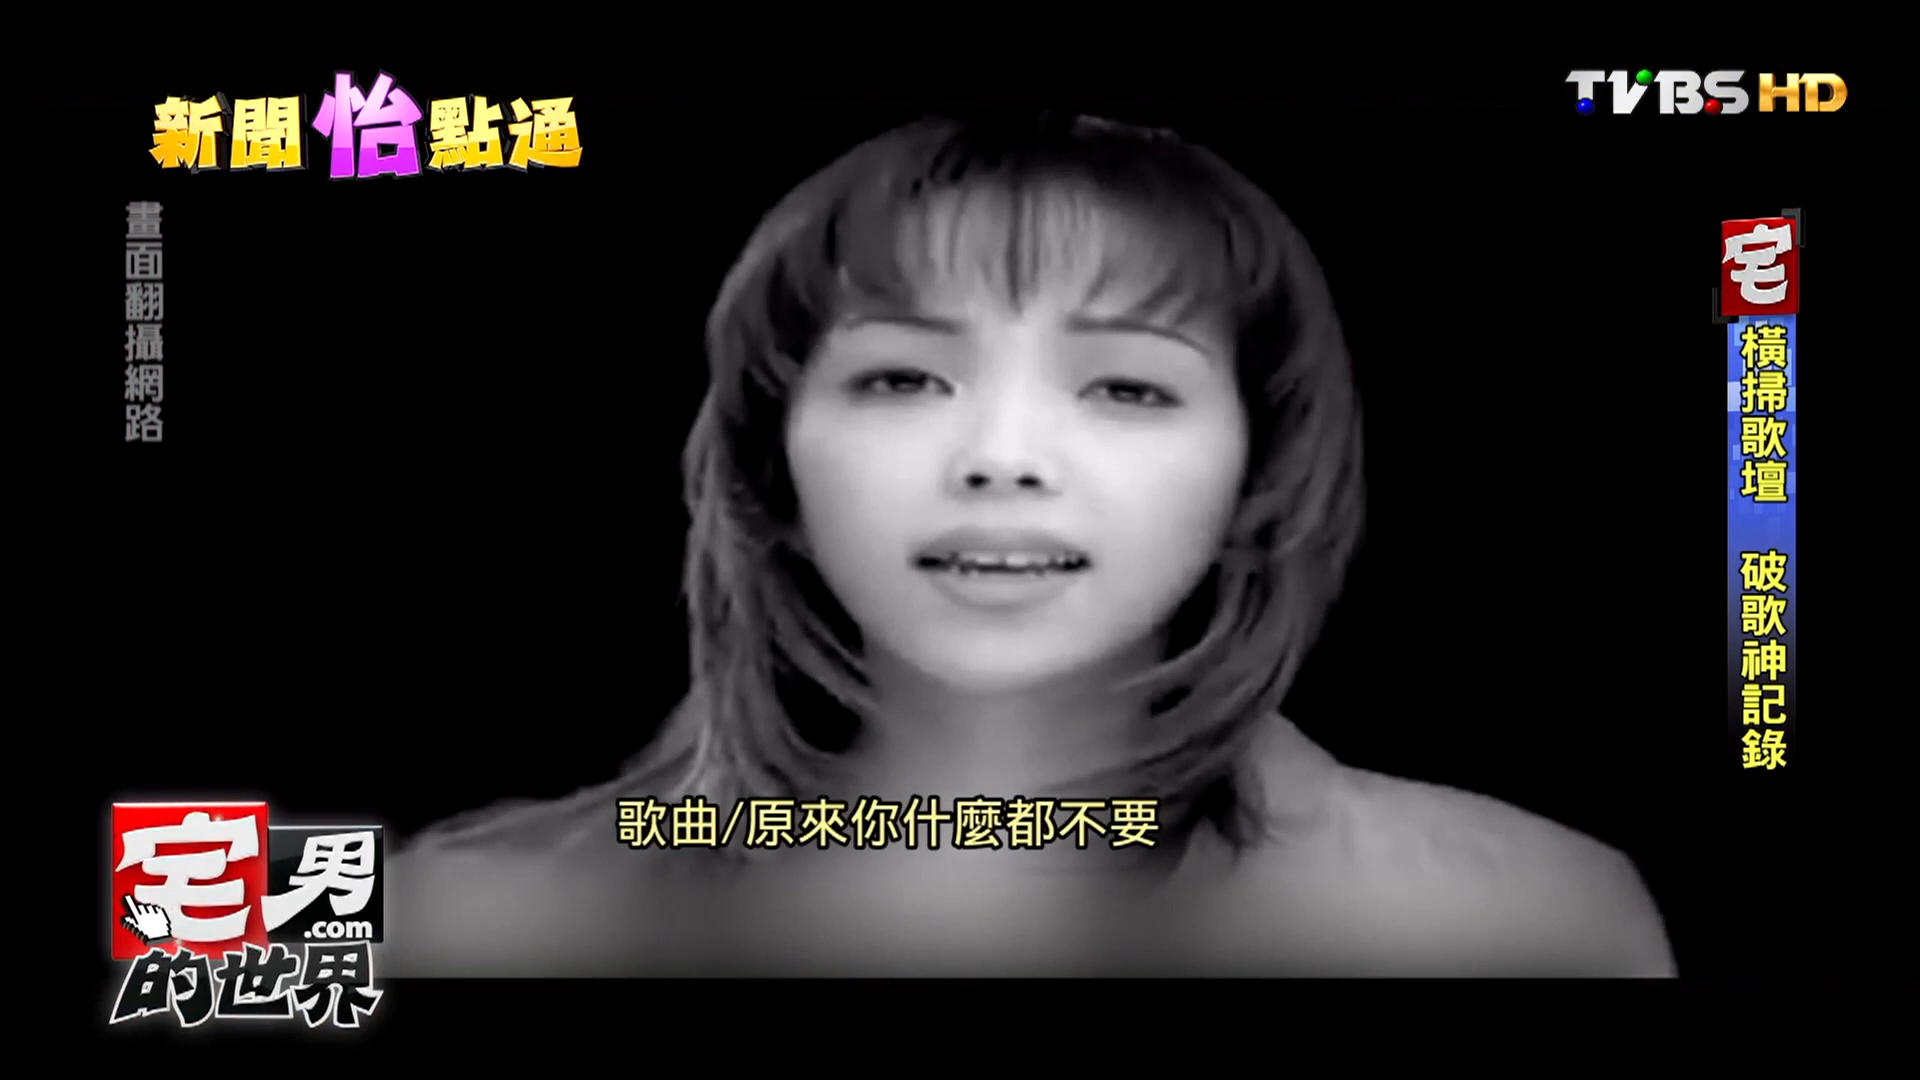 新聞怡點通
TVBS HD
畫面翻攝網路
宅
橫掃歌壇 破歌神記錄
歌曲/原來你什麼都不要
宅男
.com
的世界